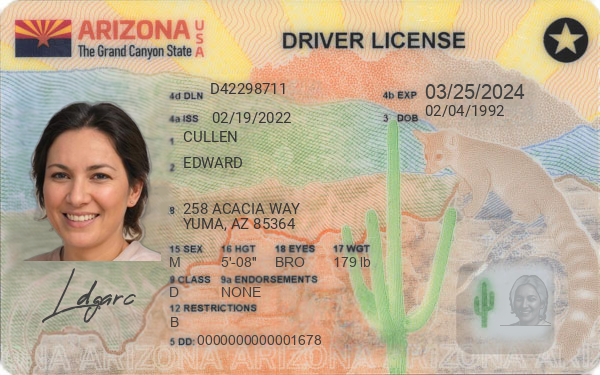 ARIZONA USA
The Grand Canyon State
DRIVER LICENSE
4d DLN D42298711
4b EXP 03/25/2024
4a ISS 02/19/2022
3 DOB 02/04/1992
1 CULLEN
2 EDWARD
8 258 ACACIA WAY
YUMA, AZ 85364
15 SEX 16 HGT 18 EYES 17 WGT
M 5'-08" BRO 179 lb
9 CLASS 9a ENDORSEMENTS
D NONE
12 RESTRICTIONS
B
5 DD: 0000000000001678
ARIZONA ARIZONA ARIZONA ARIZONA